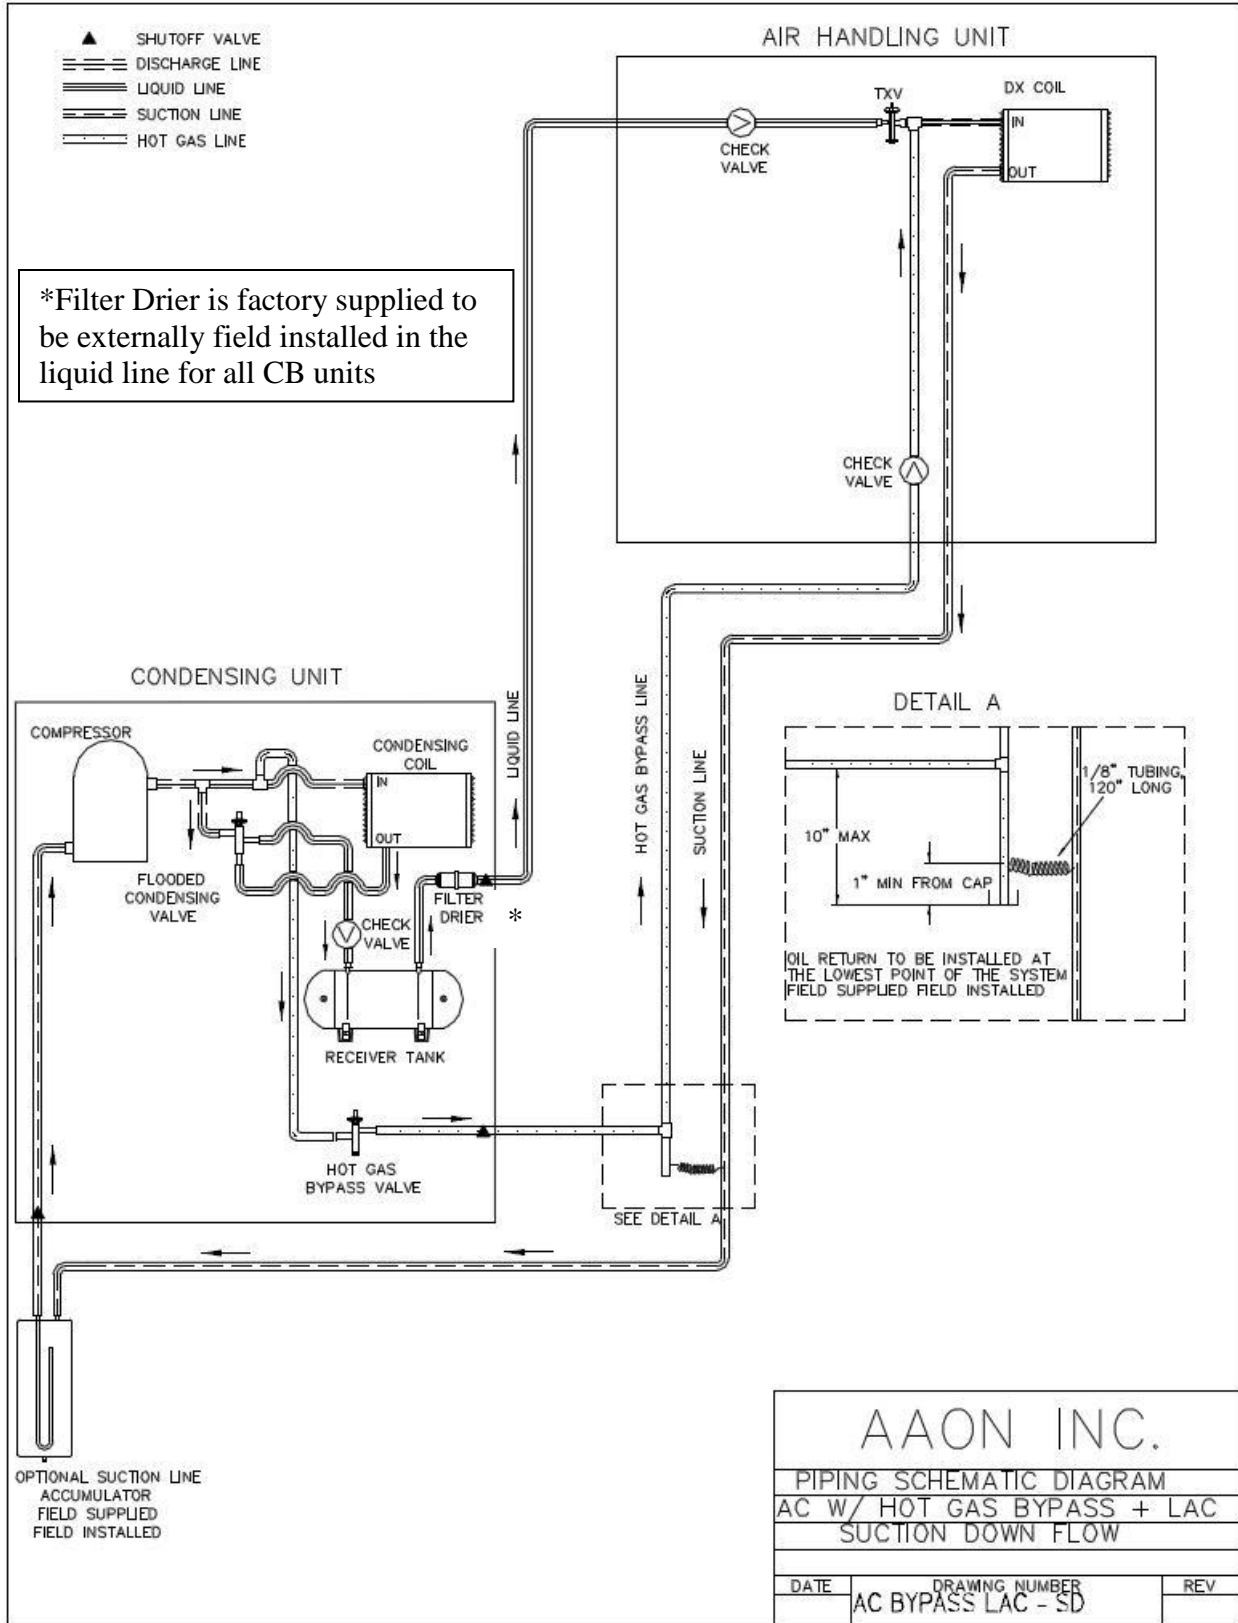 SHUTOFF VALVE
DISCHARGE LINE
LIQUID LINE
SUCTION LINE
HOT GAS LINE
*Filter Drier is factory supplied to
be externally field installed in the
liquid line for all CB units
AIR HANDLING UNIT
TXV
DX COIL
IN
OUT
CHECK
VALVE
CHECK
VALVE
CONDENSING UNIT
COMPRESSOR
CONDENSING
COIL
IN
OUT
FLOODED
CONDENSING
VALVE
CHECK
VALVE
FILTER
DRIER
*
RECEIVER TANK
HOT GAS
BYPASS VALVE
LIQUID LINE
HOT GAS BYPASS LINE
SUCTION LINE
SEE DETAIL A
DETAIL A
1/8" TUBING,
120" LONG
10" MAX
1" MIN FROM CAP
OIL RETURN TO BE INSTALLED AT
THE LOWEST POINT OF THE SYSTEM
FIELD SUPPLIED FIELD INSTALLED
OPTIONAL SUCTION LINE
ACCUMULATOR
FIELD SUPPLIED
FIELD INSTALLED
AAON INC.
PIPING SCHEMATIC DIAGRAM
AC W/ HOT GAS BYPASS + LAC
SUCTION DOWN FLOW
DATE
DRAWING NUMBER
REV
AC BYPASS LAC - SD